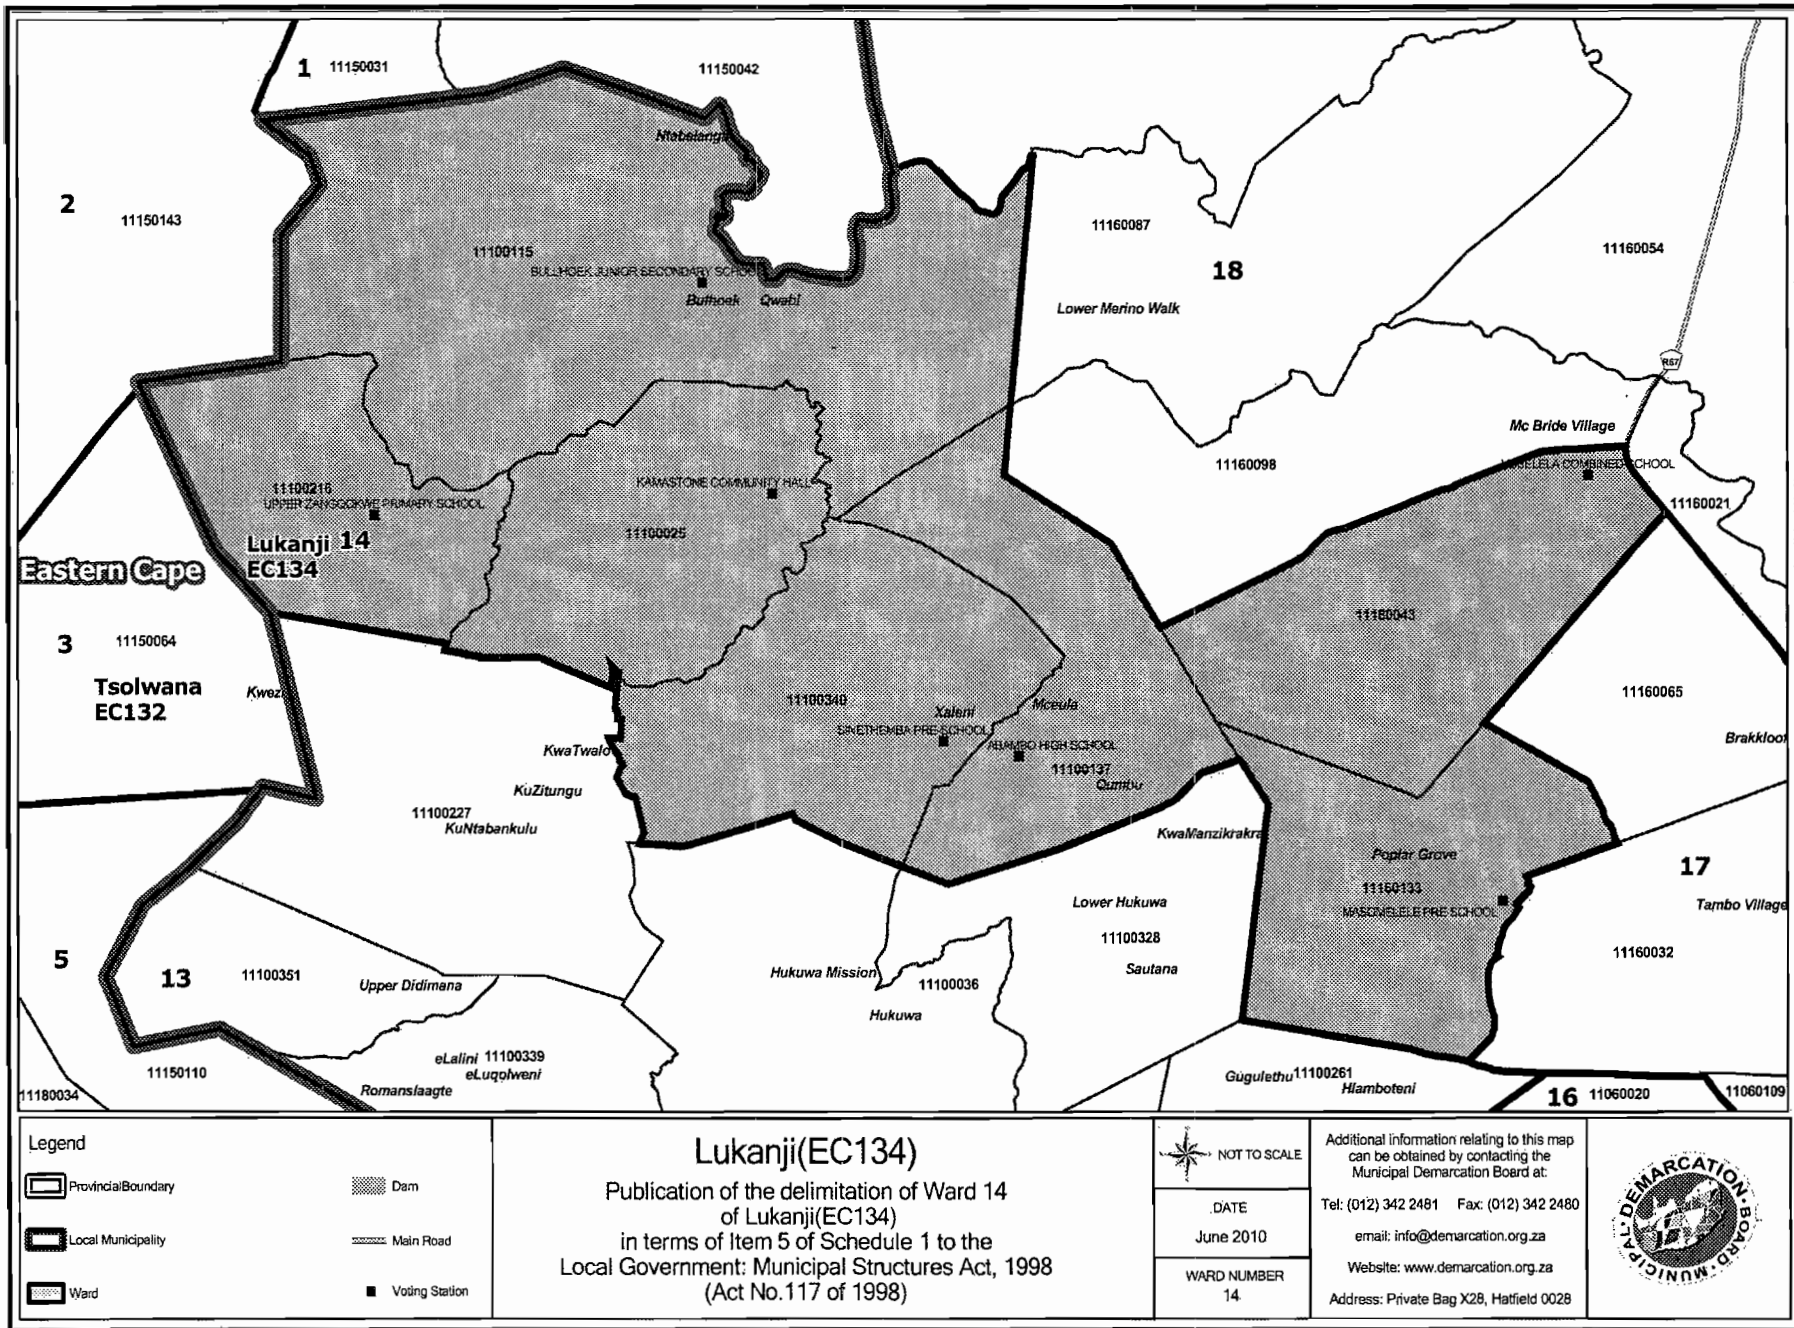 1 11150031
11150042
Ntabelanga
2
11150143
11100115
BULLHOEK JUNIOR SECONDARY SCHOOL
Bulhoek Qwabi
11160087
18
11160054
Lower Merino Walk
R67
Mc Bride Village
11160098
COMBINED SCHOOL
11160021
11100216
UPPER ZANGQOKWE PRIMARY SCHOOL
KAMASTONE COMMUNITY HALL
11100025
Lukanji 14
EC134
Eastern Cape
3 11150064
Tsolwana
EC132
Kwezi
11160043
11160065
Brakkloof
11100340
Xaleni
Mceula
SINETHEMBA PRE-SCHOOL
ABAMBO HIGH SCHOOL
11100137
Qumbu
KwaTwalo
KuZitungu
11100227
KuNtabankulu
KwaManzikrakra
Poplar Grove
11160133
MASOMELELE PRE SCHOOL
17
Tambo Village
11160032
Lower Hukuwa
11100328
Sautana
5
13
11100351
Upper Didimana
Hukuwa Mission
11100036
Hukuwa
eLalini 11100339
eLuqolweni
11150110
Romanslaagte
11180034
Gugulethu 11100261
Hlamboteni
16 11060020
11060109
Legend
ProvincialBoundary
Dam
Local Municipality
Main Road
Ward
Voting Station
Lukanji(EC134)
Publication of the delimitation of Ward 14
of Lukanji(EC134)
in terms of Item 5 of Schedule 1 to the
Local Government: Municipal Structures Act, 1998
(Act No.117 of 1998)
NOT TO SCALE
DATE
June 2010
WARD NUMBER
14
Additional information relating to this map
can be obtained by contacting the
Municipal Demarcation Board at:
Tel: (012) 342 2481 Fax: (012) 342 2480
email: info@demarcation.org.za
Website: www.demarcation.org.za
Address: Private Bag X28, Hatfield 0028
MUNICIPAL DEMARCATION BOARD